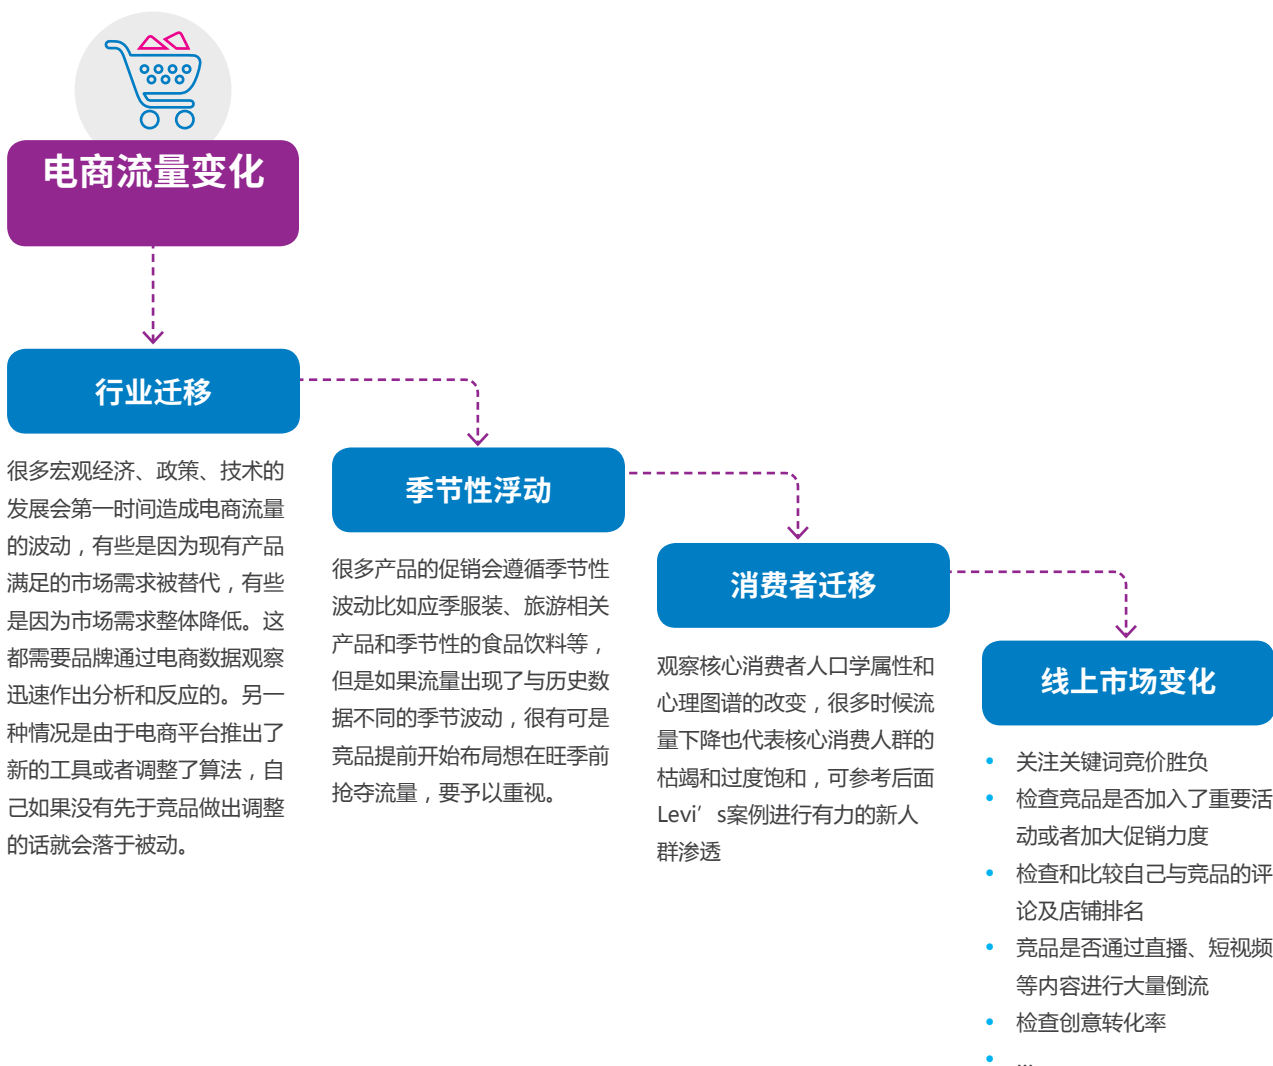 电商流量变化
行业迁移
很多宏观经济、政策、技术的
发展会第一时间造成电商流量
的波动，有些是因为现有产品
满足的市场需求被替代，有些
是因为市场需求整体降低。这
都需要品牌通过电商数据观察
迅速作出分析和反应的。另一
种情况是由于电商平台推出了
新的工具或者调整了算法，自
己如果没有先于竞品做出调整
的话就会落于被动。
季节性浮动
很多产品的促销会遵循季节性
波动比如应季服装、旅游相关
产品和季节性的食品饮料等，
但是如果流量出现了与历史数
据不同的季节波动，很有可是
竞品提前开始布局想在旺季前
抢夺流量，要予以重视。
消费者迁移
观察核心消费者人口学属性和
心理图谱的改变，很多时候流
量下降也代表核心消费人群的
枯竭和过度饱和，可参考后面
Levi’s案例进行有力的新人
群渗透
线上市场变化
• 关注关键词竞价胜负
• 检查竞品是否加入了重要活
动或者加大促销力度
• 检查和比较自己与竞品的评
论及店铺排名
• 竞品是否通过直播、短视频
等内容进行大量倒流
• 检查创意转化率
• ...